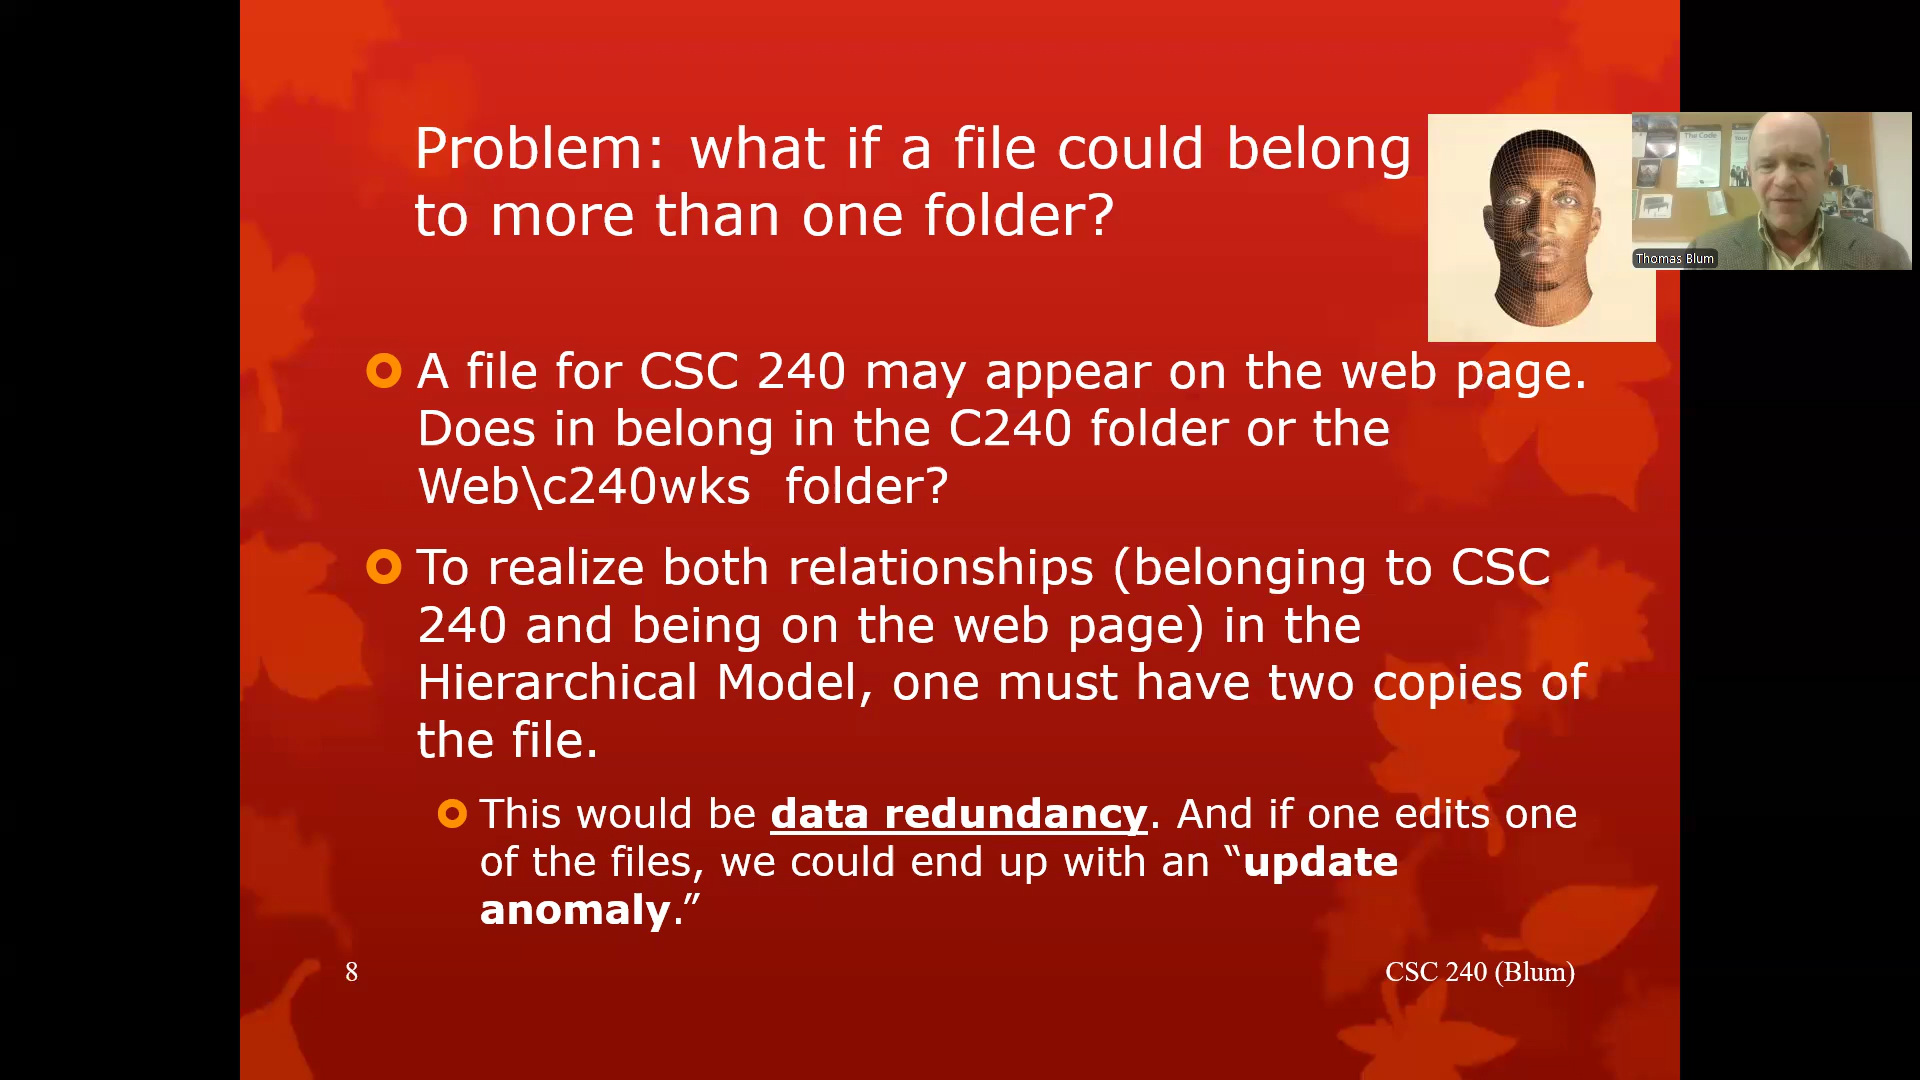 Problem: what if a file could belong
to more than one folder?
The Code
Your
Thomas Blum
A file for CSC 240 may appear on the web page.
Does in belong in the C240 folder or the
Web\c240wks folder?
To realize both relationships (belonging to CSC
240 and being on the web page) in the
Hierarchical Model, one must have two copies of
the file.
This would be data redundancy. And if one edits one
of the files, we could end up with an “update
anomaly.”
8
CSC 240 (Blum)